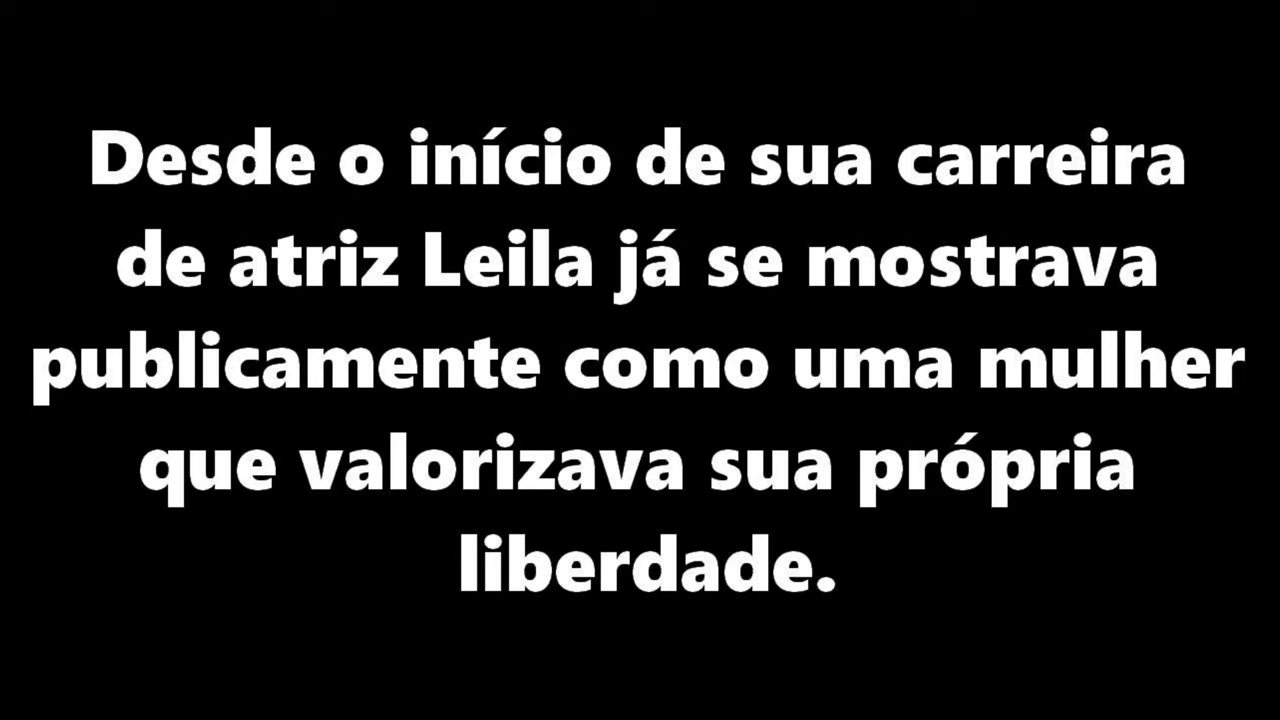 Desde o início de sua carreira
de atriz Leila já se mostrava
publicamente como uma mulher
que valorizava sua própria
liberdade.